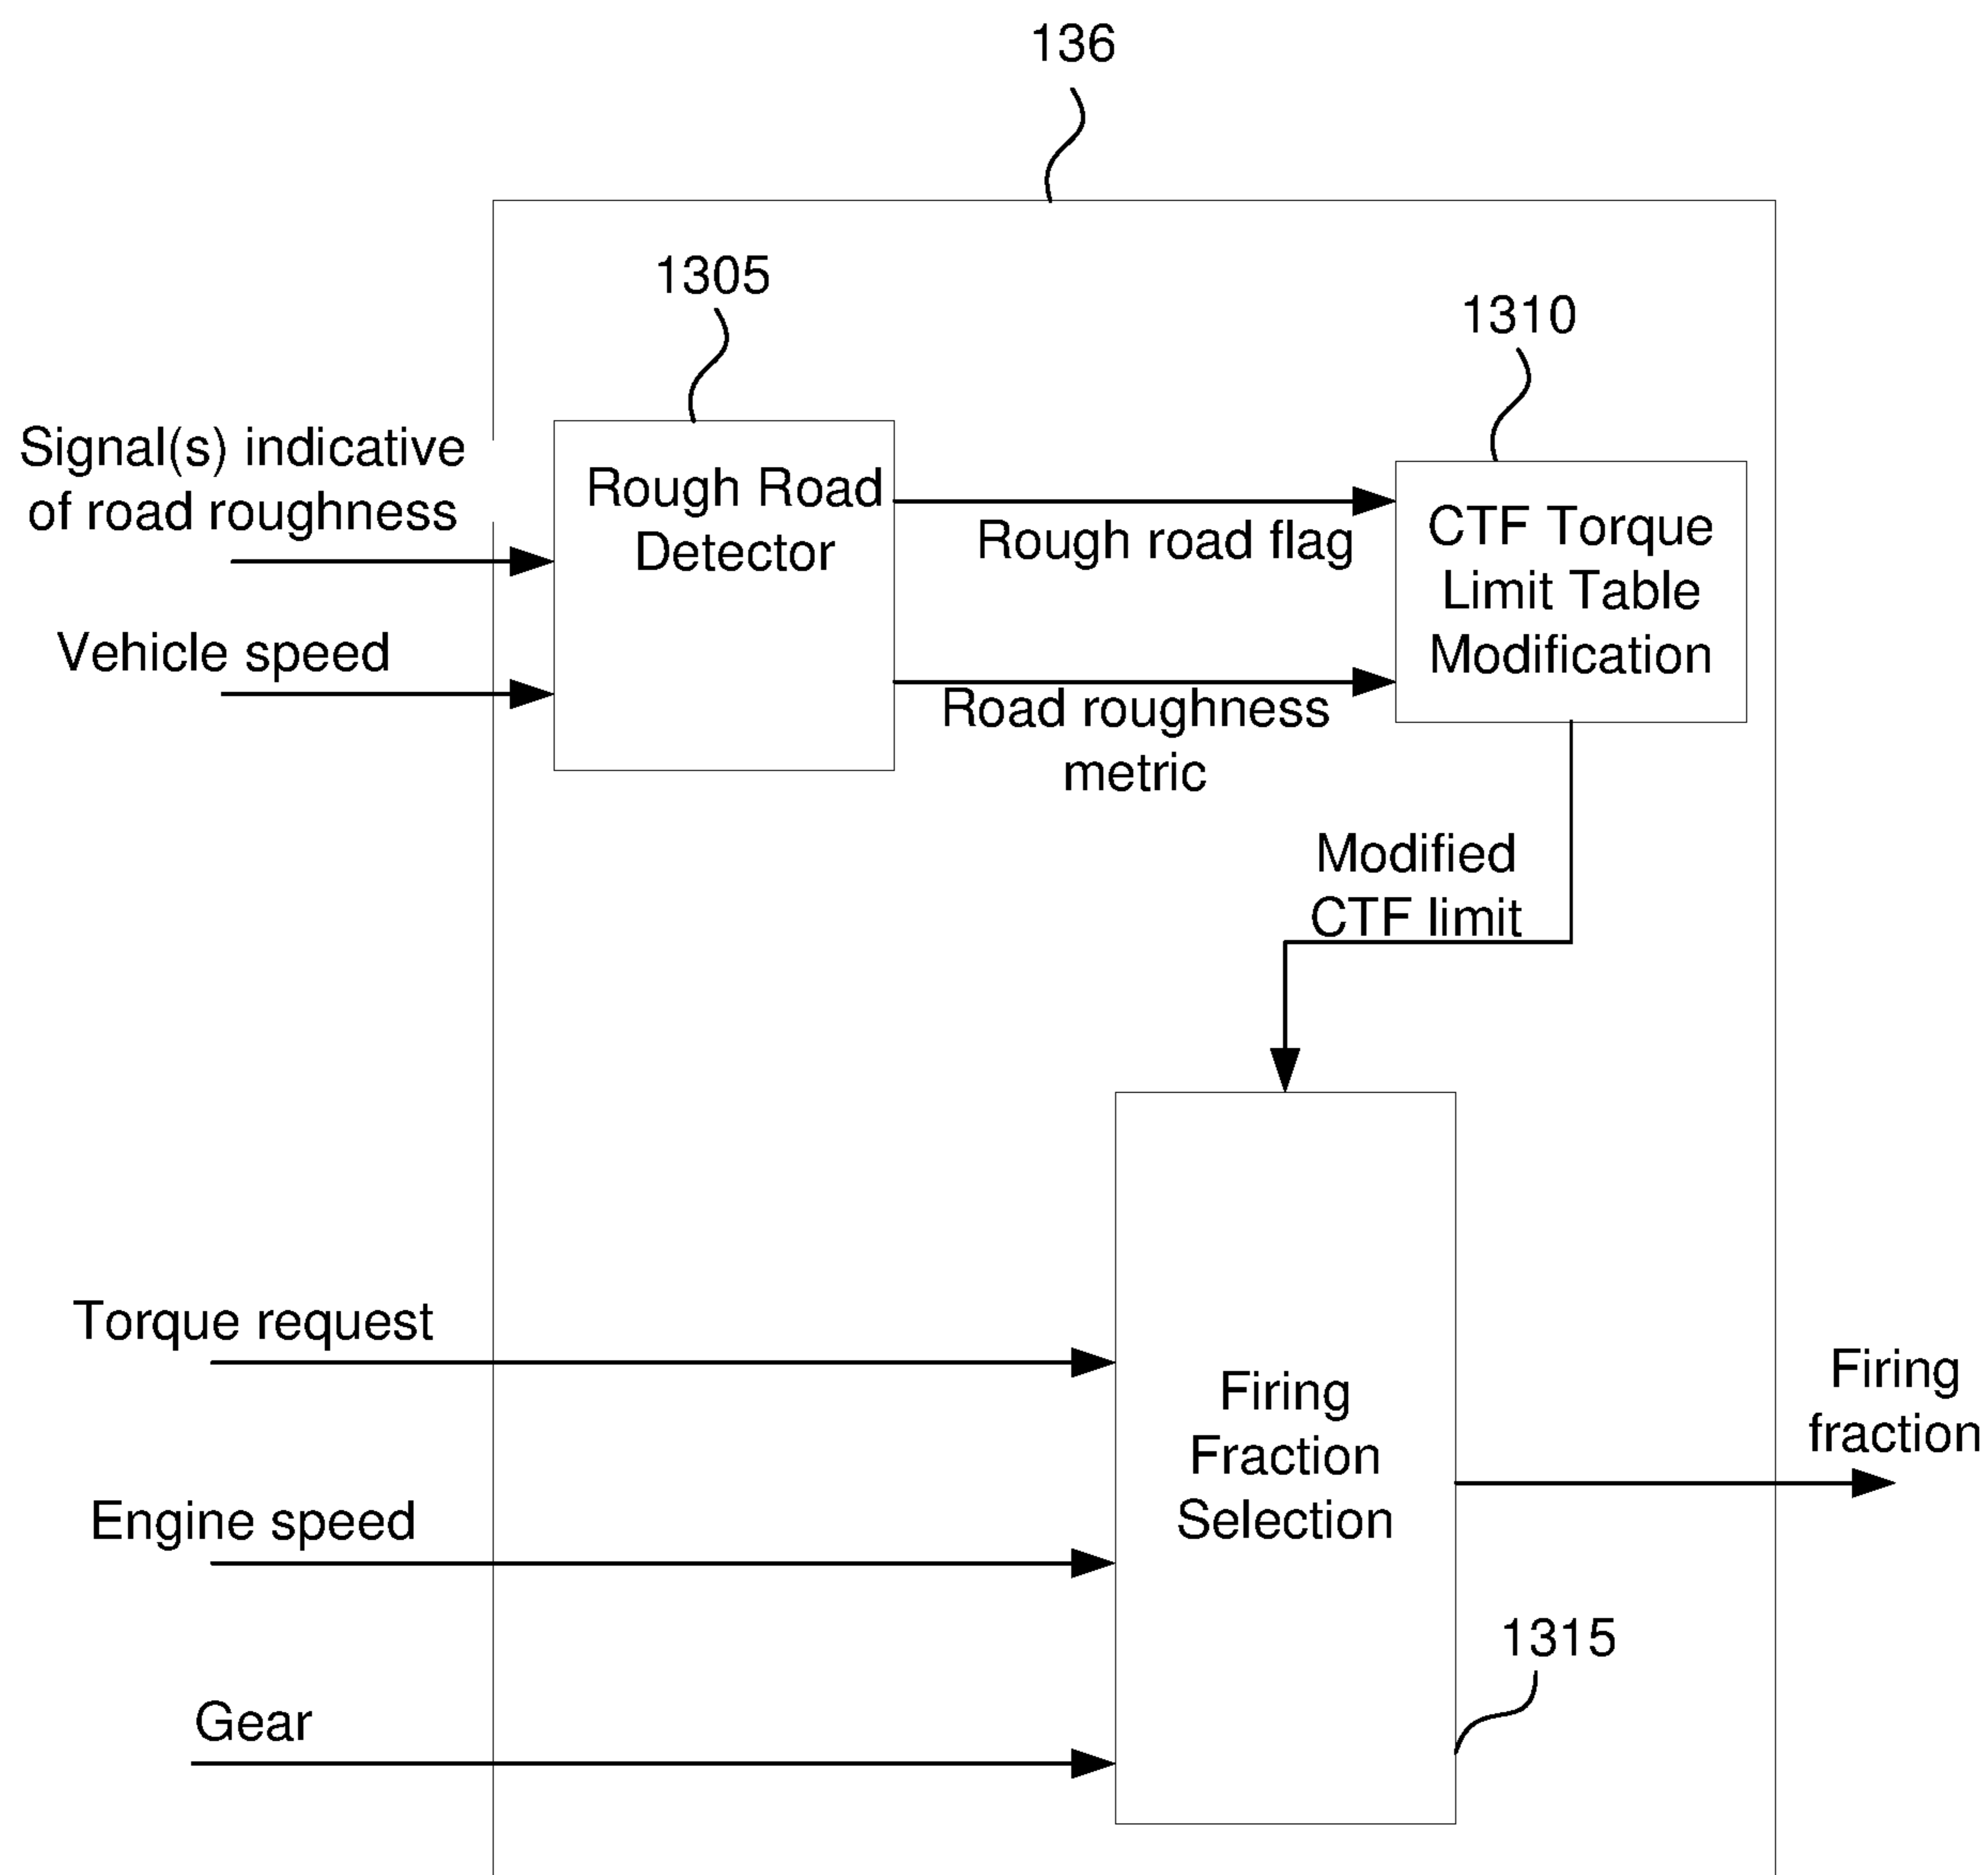 136
1305
1310
Signal(s) indicative
of road roughness
Rough Road
Detector
Rough road flag
CTF Torque
Limit Table
Modification
Vehicle speed
Road roughness
metric
Modified
CTF limit
Torque request
Firing
Fraction
Selection
Firing
fraction
Engine speed
1315
Gear